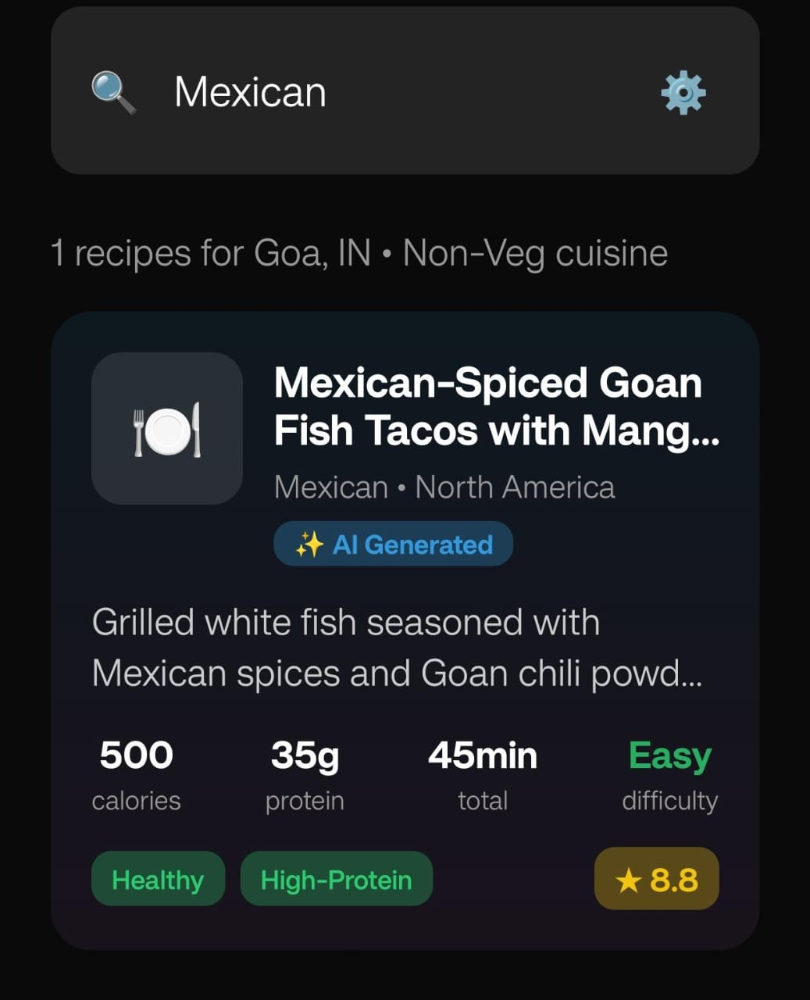 Mexican
1 recipes for Goa, IN • Non-Veg cuisine
Mexican-Spiced Goan
Fish Tacos with Mang...
Mexican • North America
AI Generated
Grilled white fish seasoned with
Mexican spices and Goan chili powd...
500 35g 45min Easy
calories protein total difficulty
Healthy High-Protein ★ 8.8